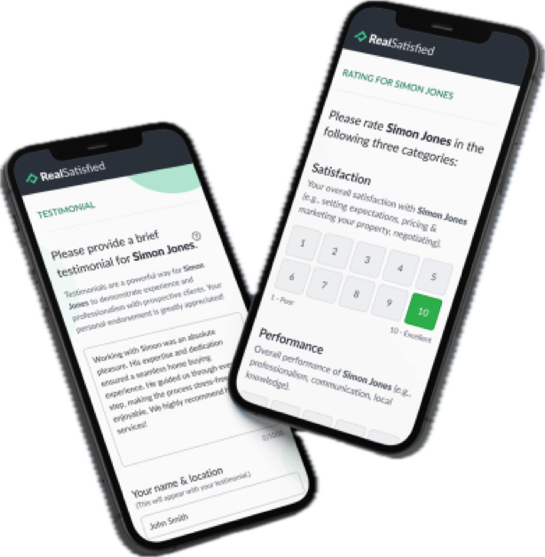 RealSatisfied
TESTIMONIAL
Please provide a brief
testimonial for Simon Jones.
Testimonials are a powerful way for Simon
Jones to demonstrate experience and
professionalism with prospective clients. Your
personal endorsement is greatly appreciated!
Working with Simon was an absolute
pleasure. His expertise and dedication
ensured a seamless home buying
experience. He guided us through
step, making the process stress-
enjoyable. We highly recommend
services!
Your name & location
(This will appear with your testimonial.)
John Smith
RealSatisfied
RATING FOR SIMON JONES
Please rate Simon Jones in the
following three categories:
Satisfaction
Your overall satisfaction with Simon Jones
(e.g., setting expectations, pricing &
marketing your property, negotiating).
1 2 3 4 5
6 7 8 9 10
1 - Poor 10 - Excellent
Performance
Overall performance of Simon Jones (e.g.,
professionalism, communication, local
knowledge).